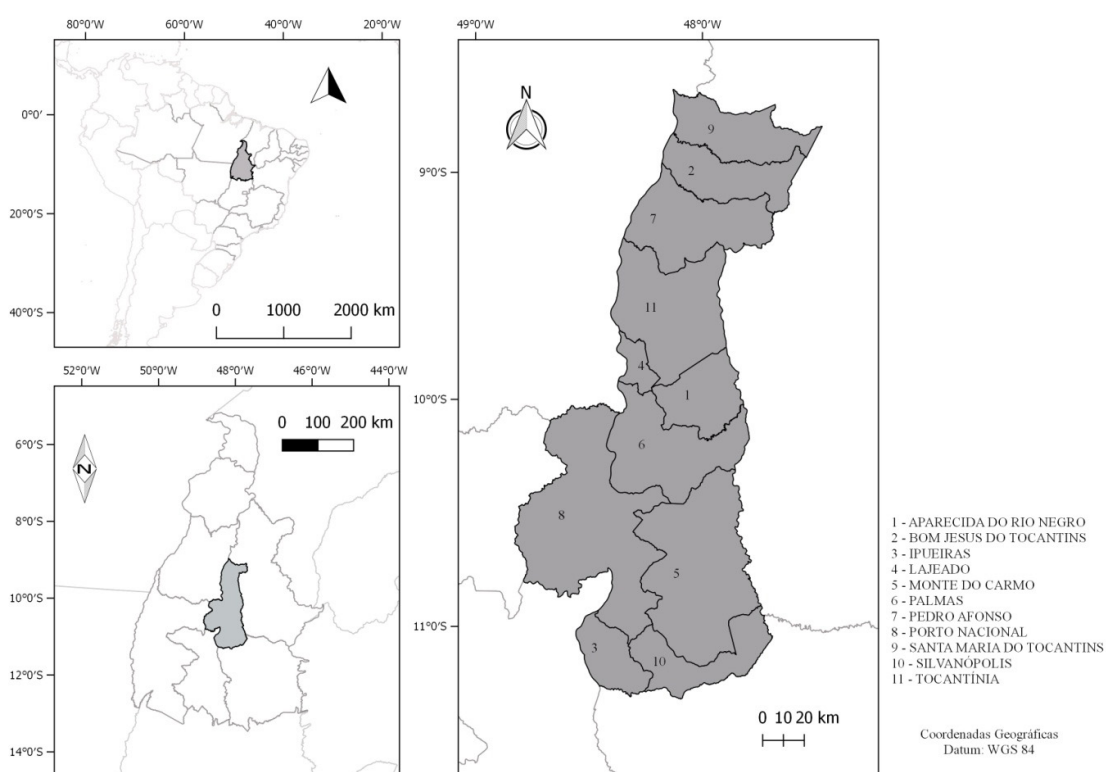 80°0'W 60°0'W 40°0'W 20°0'W
0°0'
20°0'S
40°0'S
0 1000 2000 km
52°0'W 50°0'W 48°0'W 46°0'W 44°0'W
6°0'S
8°0'S
10°0'S
12°0'S
14°0'S
0 100 200 km
N
49°0'W 48°0'W
9°0'S
10°0'S
11°0'S
N
9
2
7
11
4
1
6
8
5
3
10
0 10 20 km
1 - APARECIDA DO RIO NEGRO
2 - BOM JESUS DO TOCANTINS
3 - IPUEIRAS
4 - LAJEADO
5 - MONTE DO CARMO
6 - PALMAS
7 - PEDRO AFONSO
8 - PORTO NACIONAL
9 - SANTA MARIA DO TOCANTINS
10 - SILVANÓPOLIS
11 - TOCANTÍNIA
Coordenadas Geográficas
Datum: WGS 84